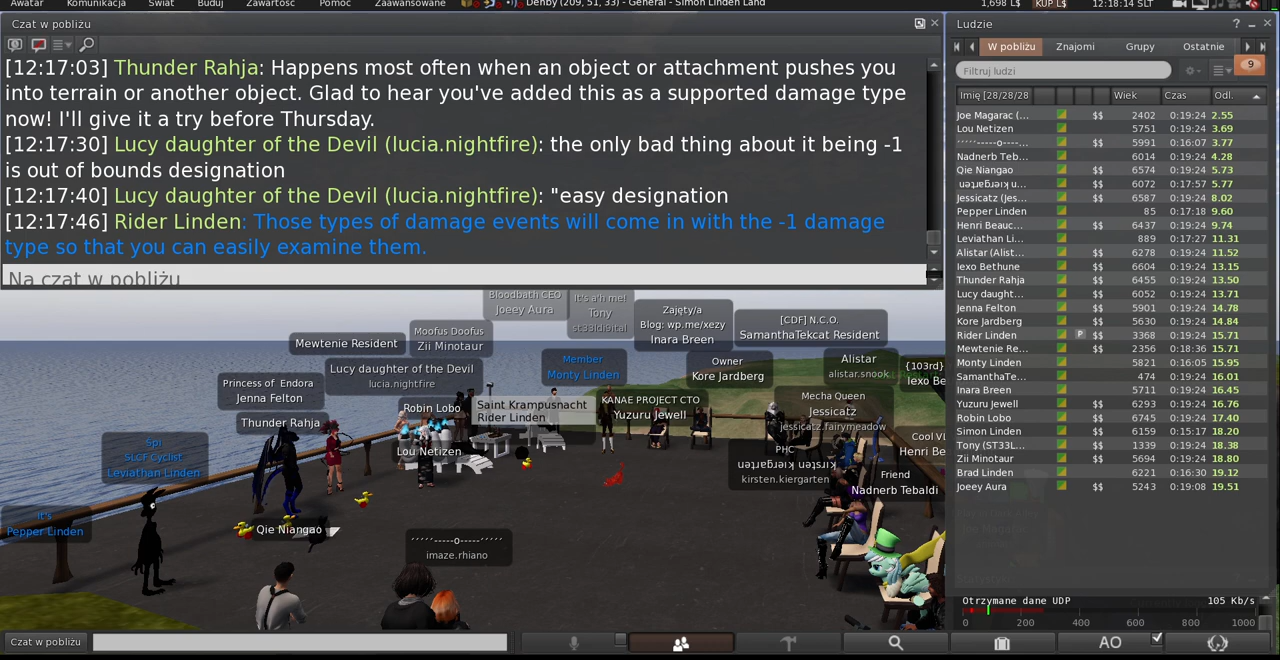 Awatar Komunikacja Świat Buduj Zawartość Pomoc Zaawansowane Denby (209, 51, 33) - General - Simon Linden Land 1,698 L$ KUP L$ 12:18:14 SLT
Czat w pobliżu
[12:17:03] Thunder Rahja: Happens most often when an object or attachment pushes you
into terrain or another object. Glad to hear you've added this as a supported damage type
now! I'll give it a try before Thursday.
[12:17:30] Lucy daughter of the Devil (lucia.nightfire): the only bad thing about it being -1
is out of bounds designation
[12:17:40] Lucy daughter of the Devil (lucia.nightfire): "easy designation
[12:17:46] Rider Linden: Those types of damage events will come in with the -1 damage
type so that you can easily examine them.
Na czat w pobliżu
Bloodbath CEO
Joeey Aura
It's a'h me!
Tony
st33ld1g1tal
Zajęty/a
Blog: wp.me/xezy
Inara Breen
[CDF] N.C.O.
SamanthaTekcat Resident
Mewtenie Resident
Moofus Doofus
Zii Minotaur
Lucy daughter of the Devil
lucia.nightfire
Member
Monty Linden
Owner
Kore Jardberg
Alistar
alistar.snook
{103rd}
Iexo Be
Princess of Endora
Jenna Felton
Thunder Rahja
Robin Lobo
Saint Krampusnacht
Rider Linden
KANAE PROJECT CTO
Yuzuru Jewell
Mecha Queen
Jessicatz
jessicatz.fairymeadow
Spi
SLCF Cyclist
Leviathan Linden
Lou Netizen
PHC
kirsten.kiergarten
Cool VL
Henri Be
Friend
Nadnerb Tebaldi
It's
Pepper Linden
Qie Niangao
´´´´´-----o-----´´´´´
imaze.rhiano
Czat w pobliżu
Ludzie
? _ ×
W pobliżu Znajomi Grupy Ostatnie
Filtruj ludzi
9
Imię [28/28/28 Wiek Czas Odl.
Joe Magarac (... $$ 2402 0:19:24 2.55
Lou Netizen 5751 0:19:24 3.69
´´´´´-----o----... $$ 5991 0:16:07 3.77
Nadnerb Teb... 6014 0:19:24 4.28
Qie Niangao $$ 6574 0:19:24 5.73
$$ 6072 0:17:57 5.77
Jessicatz (Jes... $$ 6587 0:19:24 8.02
Pepper Linden 85 0:17:18 9.60
Henri Beauc... $$ 6437 0:19:24 9.74
Leviathan Li... 889 0:17:27 11.31
Alistar (Alist... $$ 6278 0:19:24 11.52
Iexo Bethune $$ 6604 0:19:24 13.15
Thunder Rahja $$ 6455 0:19:24 13.50
Lucy daught... $$ 6052 0:19:24 13.71
Jenna Felton $$ 5901 0:19:24 14.78
Kore Jardberg $$ 5630 0:19:24 14.84
Rider Linden P $$ 3368 0:19:24 15.71
Mewtenie Re... $$ 2356 0:18:36 15.71
Monty Linden 5821 0:16:05 15.95
SamanthaTe... 474 0:19:24 16.01
Inara Breen 5711 0:19:24 16.45
Yuzuru Jewell $$ 6293 0:19:24 16.76
Robin Lobo $$ 6745 0:19:24 17.40
Simon Linden $$ 6159 0:15:17 18.20
Tony (ST33L... $$ 1339 0:19:24 18.38
Zii Minotaur $$ 5694 0:19:24 18.80
Brad Linden 6221 0:16:30 19.12
Joeey Aura $$ 5243 0:19:08 19.51
Otrzymane dane UDP 105 Kb/s
0 200 400 600 800 1000
AO